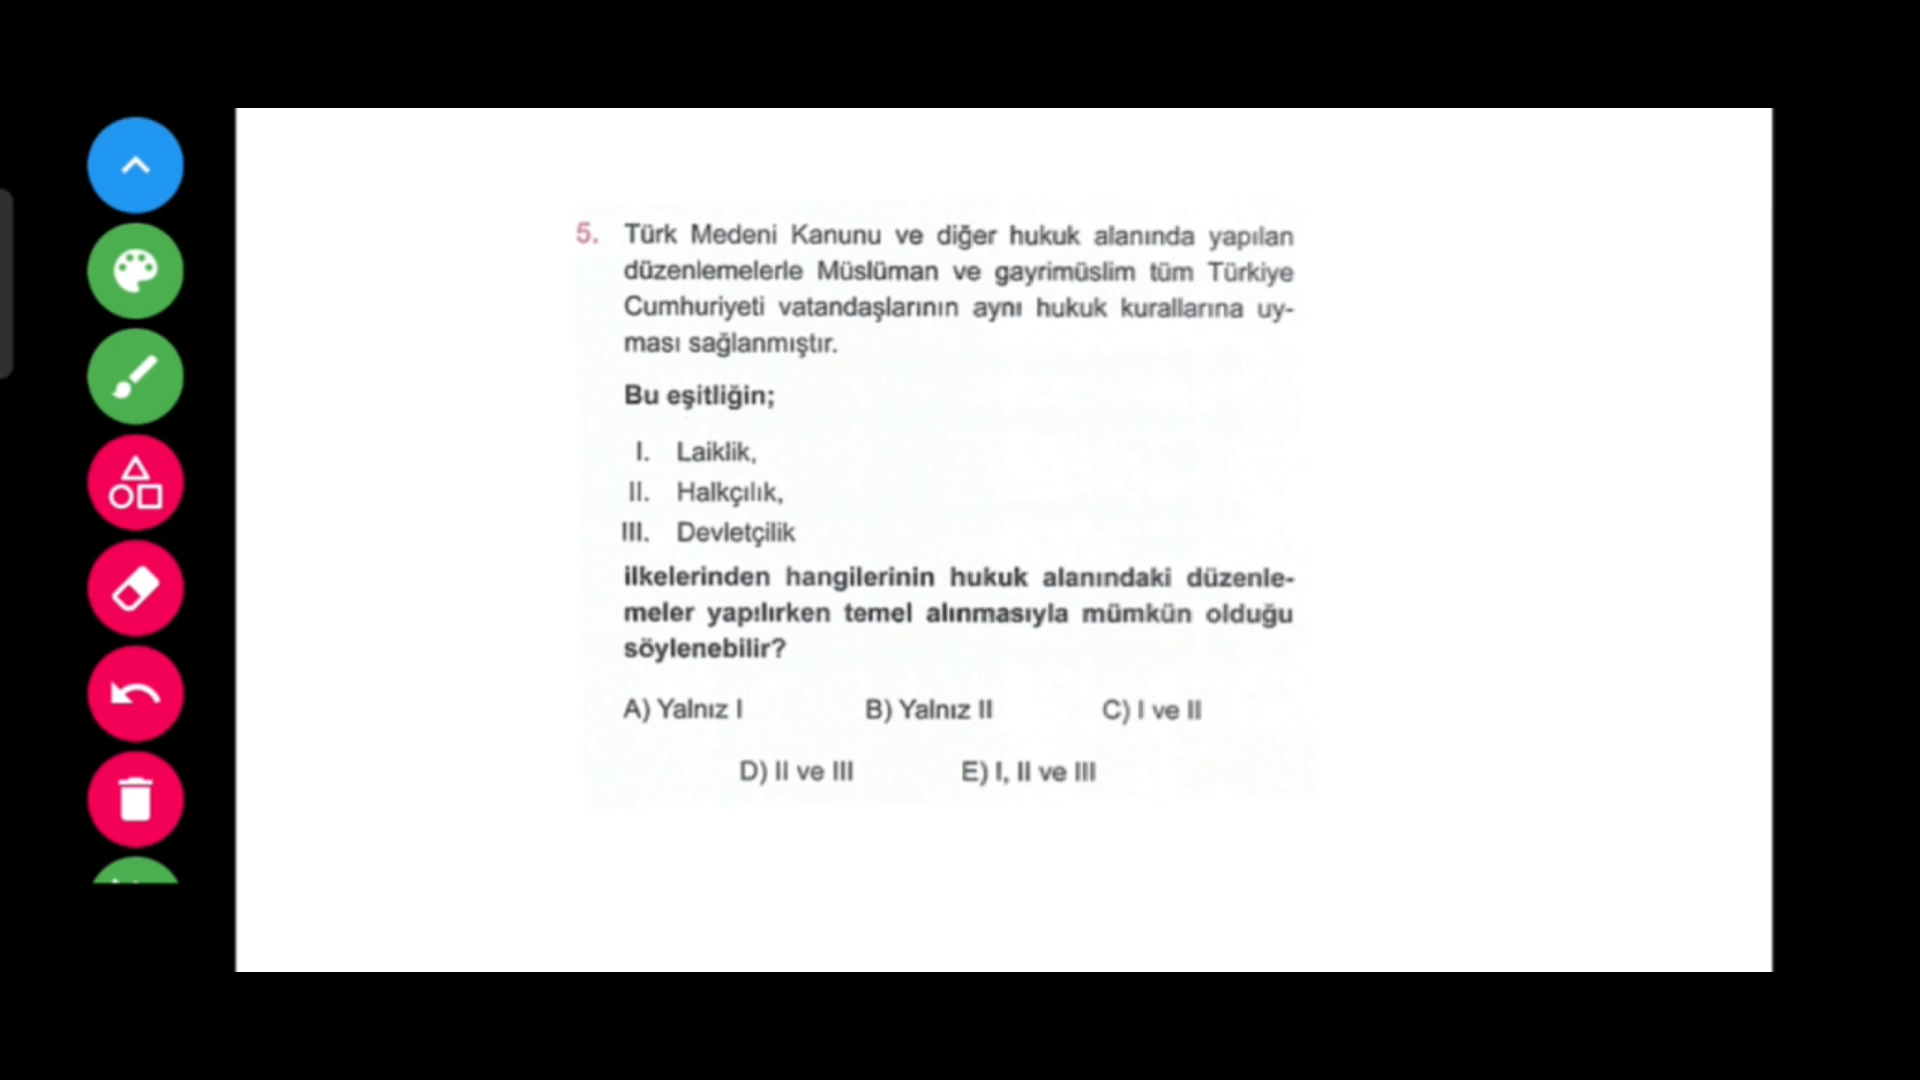 5. Türk Medeni Kanunu ve diğer hukuk alanında yapılan
düzenlemelerle Müslüman ve gayrimüslim tüm Türkiye
Cumhuriyeti vatandaşlarının aynı hukuk kurallarına uy-
ması sağlanmıştır.
Bu eşitliğin;
I. Laiklik,
II. Halkçılık,
III. Devletçilik
ilkelerinden hangilerinin hukuk alanındaki düzenle-
meler yapılırken temel alınmasıyla mümkün olduğu
söylenebilir?
A) Yalnız I B) Yalnız II C) I ve II
D) II ve III E) I, II ve III